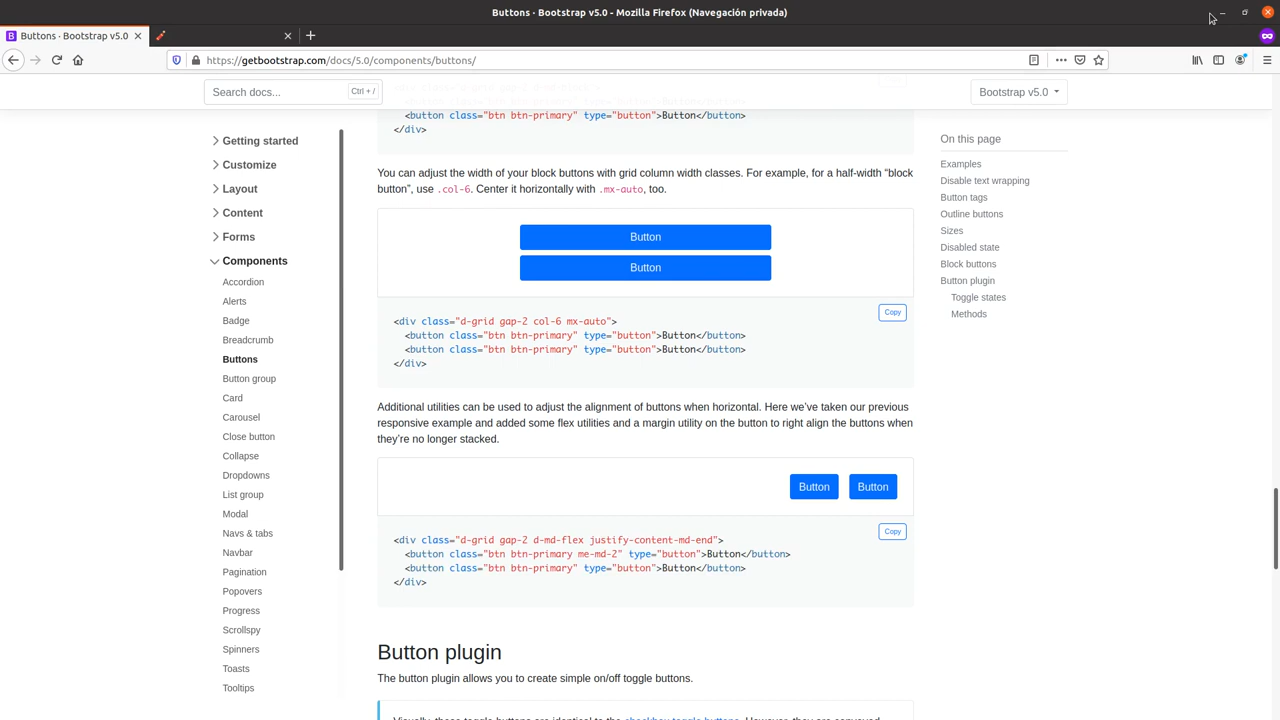 Buttons · Bootstrap v5.0 - Mozilla Firefox (Navegación privada)
Buttons · Bootstrap v5.0
https://getbootstrap.com/docs/5.0/components/buttons/
Search docs...
Ctrl + /
Bootstrap v5.0
Getting started
Customize
Layout
Content
Forms
Components
Accordion
Alerts
Badge
Breadcrumb
Buttons
Button group
Card
Carousel
Close button
Collapse
Dropdowns
List group
Modal
Navs & tabs
Navbar
Pagination
Popovers
Progress
Scrollspy
Spinners
Toasts
Tooltips
<button class="btn btn-primary" type="button">Button</button>
</div>
You can adjust the width of your block buttons with grid column width classes. For example, for a half-width “block
button”, use .col-6. Center it horizontally with .mx-auto, too.
Button
Button
Copy
<div class="d-grid gap-2 col-6 mx-auto">
<button class="btn btn-primary" type="button">Button</button>
<button class="btn btn-primary" type="button">Button</button>
</div>
Additional utilities can be used to adjust the alignment of buttons when horizontal. Here we’ve taken our previous
responsive example and added some flex utilities and a margin utility on the button to right align the buttons when
they’re no longer stacked.
Button
Button
Copy
<div class="d-grid gap-2 d-md-flex justify-content-md-end">
<button class="btn btn-primary me-md-2" type="button">Button</button>
<button class="btn btn-primary" type="button">Button</button>
</div>
Button plugin
The button plugin allows you to create simple on/off toggle buttons.
On this page
Examples
Disable text wrapping
Button tags
Outline buttons
Sizes
Disabled state
Block buttons
Button plugin
Toggle states
Methods